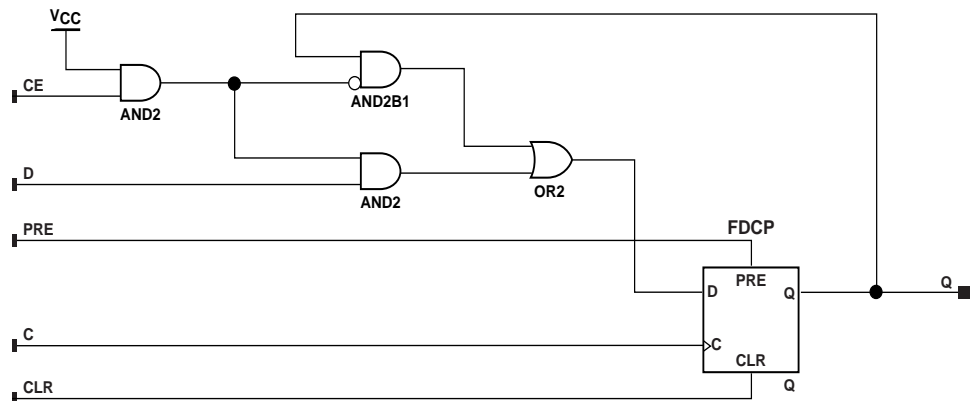 VCC
CE
AND2
AND2B1
D
AND2
OR2
PRE
FDCP
PRE
D
Q
Q
C
C
CLR
CLR
Q